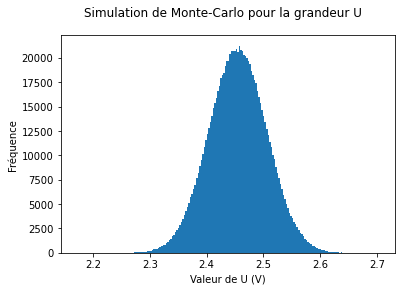 Simulation de Monte-Carlo pour la grandeur U
20000
17500
15000
12500
10000
7500
5000
2500
0
Fréquence
2.2 2.3 2.4 2.5 2.6 2.7
Valeur de U (V)